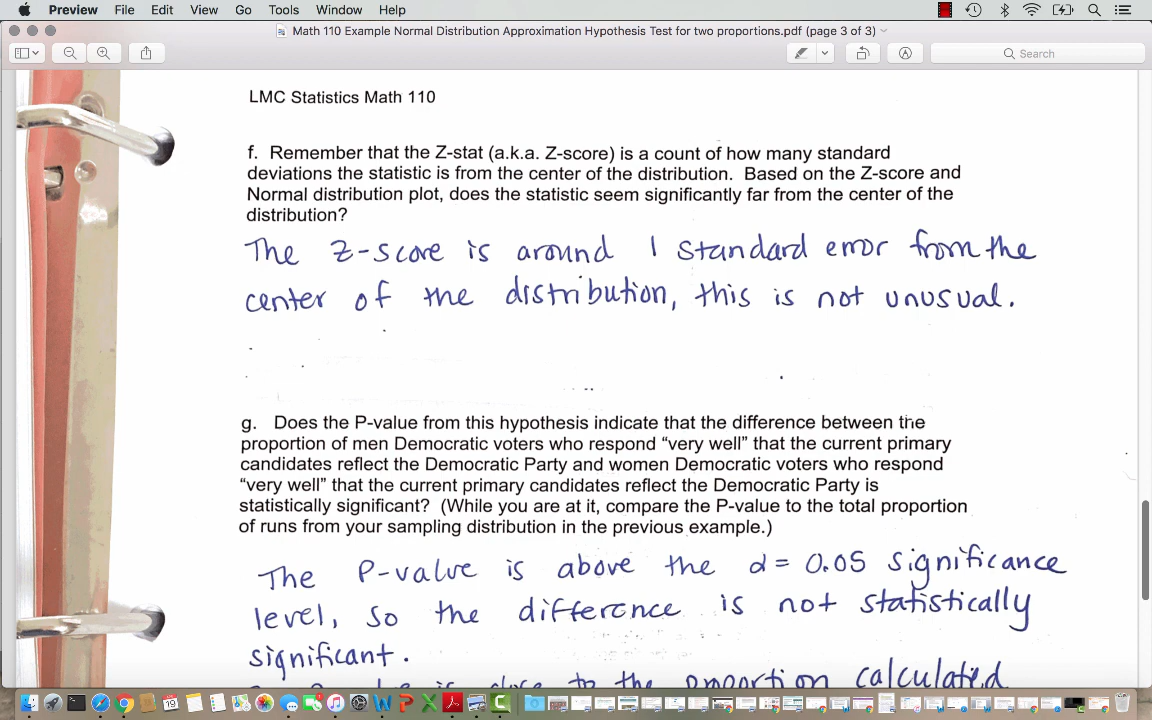 Preview File Edit View Go Tools Window Help
Math 110 Example Normal Distribution Approximation Hypothesis Test for two proportions.pdf (page 3 of 3)
Search
LMC Statistics Math 110
f. Remember that the Z-stat (a.k.a. Z-score) is a count of how many standard
deviations the statistic is from the center of the distribution. Based on the Z-score and
Normal distribution plot, does the statistic seem significantly far from the center of the
distribution?
The Z-score is around 1 standard error from the
center of the distribution, this is not unusual.
g. Does the P-value from this hypothesis indicate that the difference between the
proportion of men Democratic voters who respond “very well” that the current primary
candidates reflect the Democratic Party and women Democratic voters who respond
“very well” that the current primary candidates reflect the Democratic Party is
statistically significant? (While you are at it, compare the P-value to the total proportion
of runs from your sampling distribution in the previous example.)
The P-value is above the α = 0.05 significance
level, so the difference is not statistically
significant.
is close to the proportion calculated
19